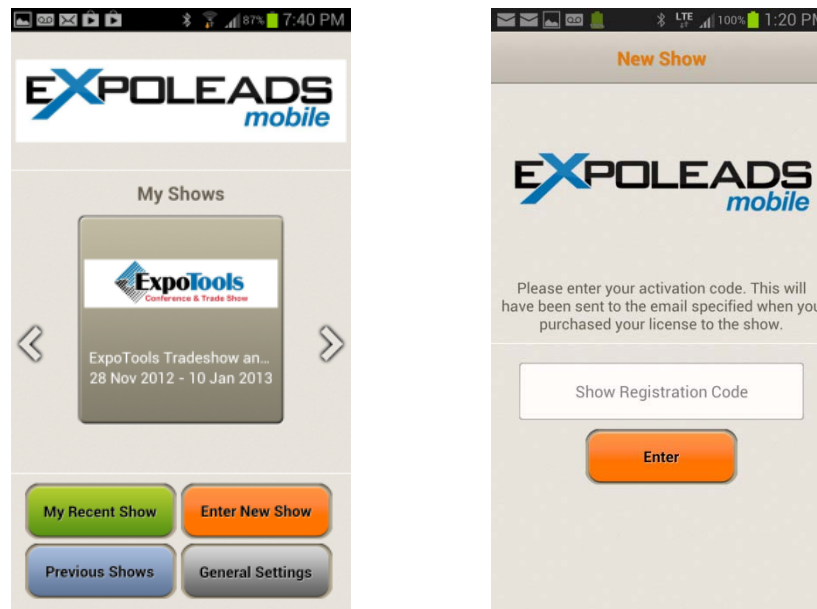 87% 7:40 PM
EXPOLEADS
mobile
My Shows
ExpoTools
Conference & Trade Show
ExpoTools Tradeshow an...
28 Nov 2012 - 10 Jan 2013
My Recent Show
Enter New Show
Previous Shows
General Settings
LTE 100% 1:20 PM
New Show
EXPOLEADS
mobile
Please enter your activation code. This will
have been sent to the email specified when you
purchased your license to the show.
Show Registration Code
Enter